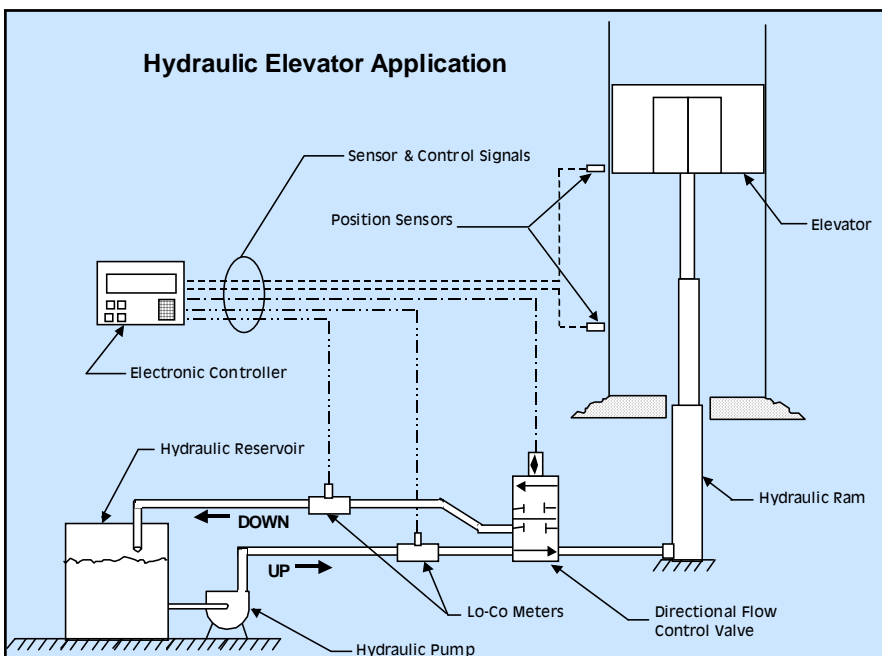 Hydraulic Elevator Application
Sensor & Control Signals
Position Sensors
Elevator
Electronic Controller
Hydraulic Reservoir
Hydraulic Ram
DOWN
UP
Lo-Co Meters
Directional Flow
Control Valve
Hydraulic Pump